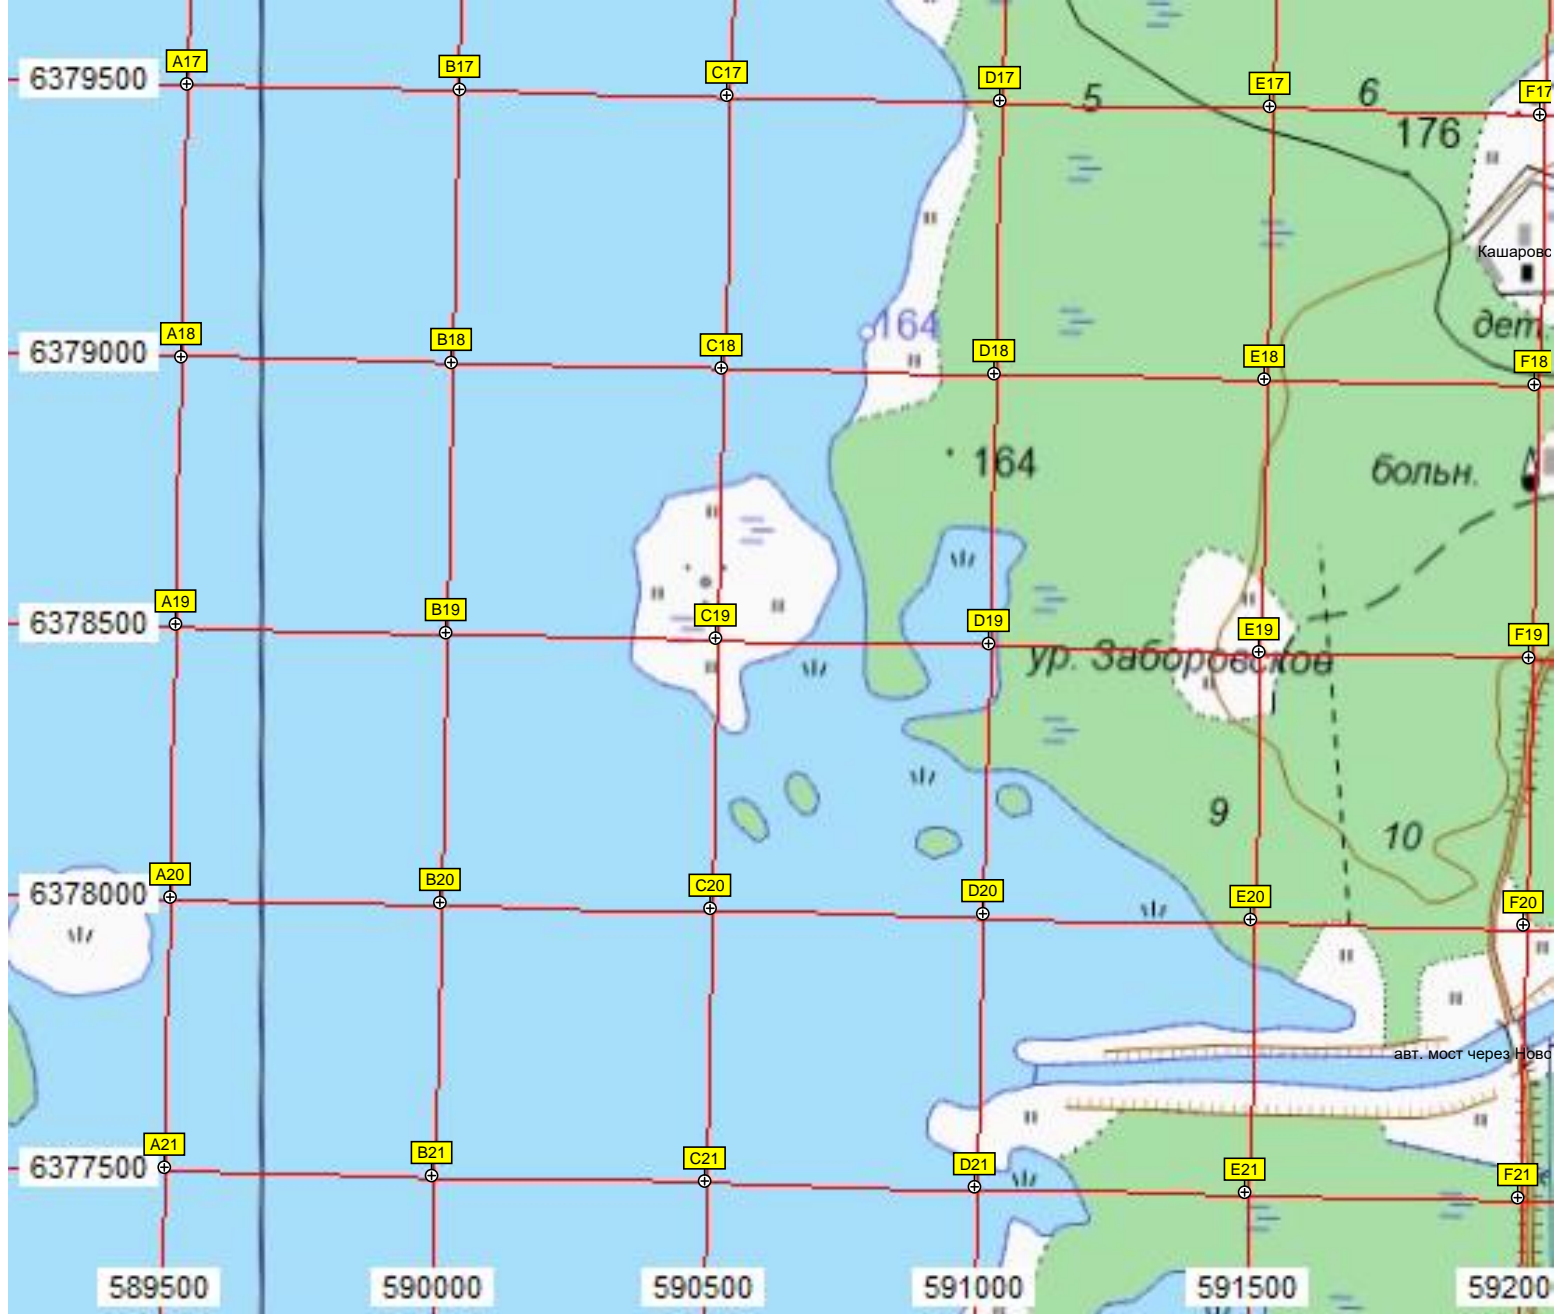 A17 B17 C17 D17 E17 F17
6379500
5 6
176
Кашаровс
164
дет.
A18 B18 C18 D18 E18 F18
6379000
164
больн.
A19 B19 C19 D19 E19 F19
6378500
ур. Заборовское
9 10
A20 B20 C20 D20 E20 F20
6378000
авт. мост через Ново
A21 B21 C21 D21 E21 F21
6377500
589500 590000 590500 591000 591500 59200